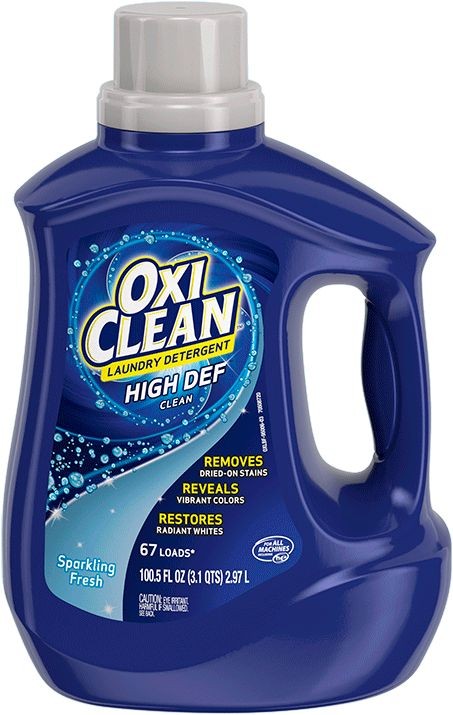 OXI
CLEAN
LAUNDRY DETERGENT
HIGH DEF
CLEAN
REMOVES
DRIED-ON STAINS
REVEALS
VIBRANT COLORS
RESTORES
RADIANT WHITES
67 LOADS*
FOR ALL
MACHINES
INCLUDING
he
Sparkling
Fresh
100.5 FL OZ (3.1 QTS) 2.97 L
CAUTION: EYE IRRITANT.
HARMFUL IF SWALLOWED.
SEE BACK.